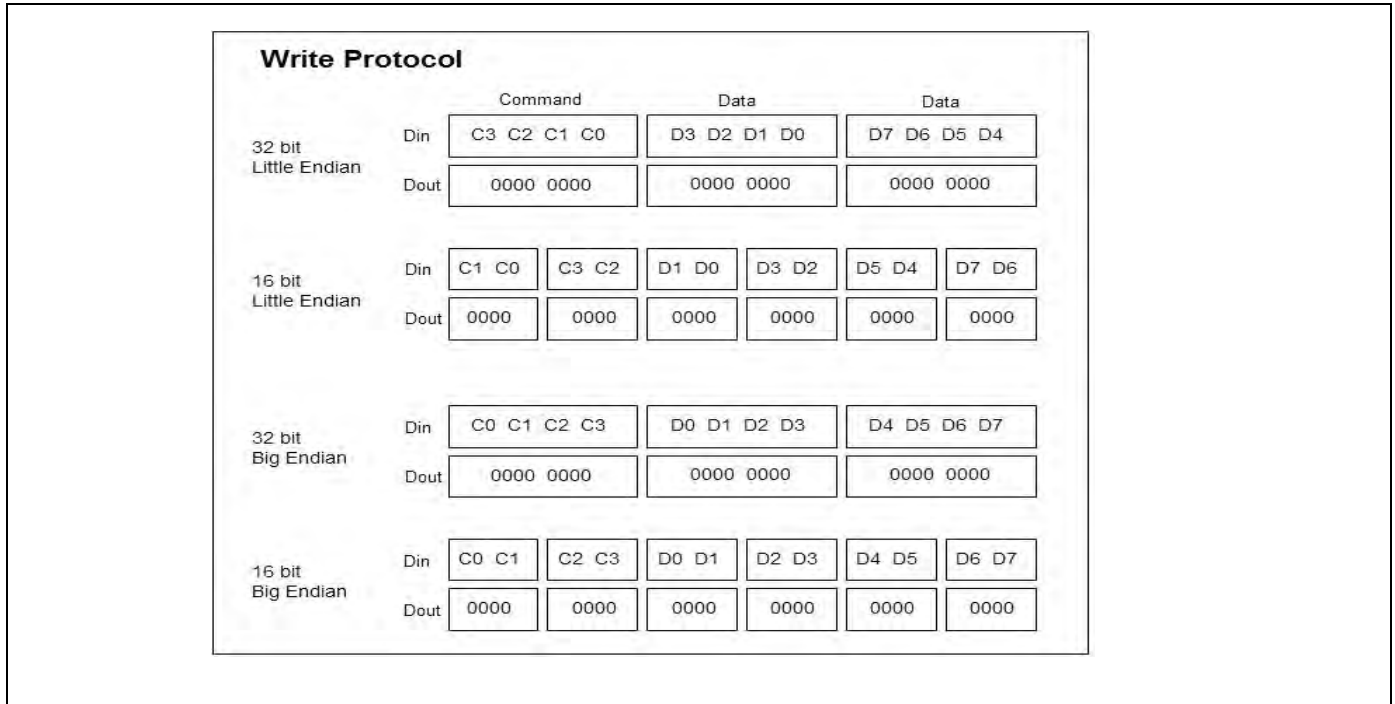 Write Protocol
Command Data Data
32 bit
Little Endian
Din C3 C2 C1 C0 D3 D2 D1 D0 D7 D6 D5 D4
Dout 0000 0000 0000 0000 0000 0000
16 bit
Little Endian
Din C1 C0 C3 C2 D1 D0 D3 D2 D5 D4 D7 D6
Dout 0000 0000 0000 0000 0000 0000
32 bit
Big Endian
Din C0 C1 C2 C3 D0 D1 D2 D3 D4 D5 D6 D7
Dout 0000 0000 0000 0000 0000 0000
16 bit
Big Endian
Din C0 C1 C2 C3 D0 D1 D2 D3 D4 D5 D6 D7
Dout 0000 0000 0000 0000 0000 0000